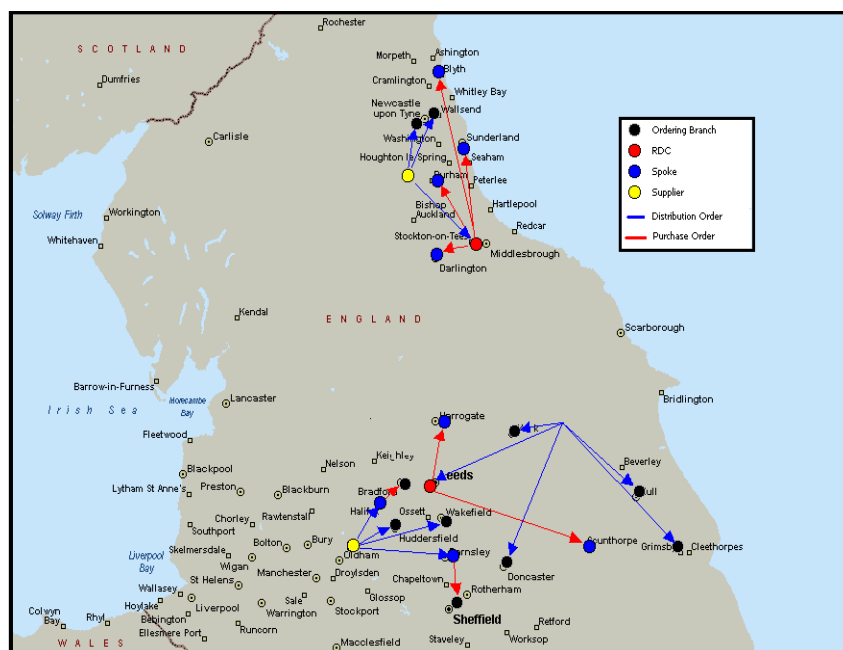 Rochester
SCOTLAND
Ashington
Morpeth
Blyth
Dumfries
Cramlington
Whitley Bay
Newcastle
upon Tyne
Wallsend
Carlisle
Washington
Sunderland
Houghton le Spring
Seaham
Durham
Peterlee
Solway Firth
Workington
Bishop
Auckland
Hartlepool
Redcar
Whitehaven
Stockton-on-Tees
Middlesbrough
Darlington
Ordering Branch
RDC
Spoke
Supplier
Distribution Order
Purchase Order
Kendal
ENGLAND
Scarborough
Barrow-in-Furness
Morecambe
Bay
Lancaster
Irish Sea
Bridlington
Harrogate
Fleetwood
York
Keighley
Nelson
Beverley
Blackpool
Leeds
Lytham St Anne's
Preston
Blackburn
Bradford
Hull
Halifax
Ossett
Wakefield
Rawtenstall
Chorley
Southport
Huddersfield
Bolton
Bury
Scunthorpe
Grimsby
Cleethorpes
Liverpool
Bay
Skelmersdale
Wigan
Oldham
Barnsley
Doncaster
St Helens
Manchester
Droylsden
Chapeltown
Rotherham
Wallasey
Hoylake
Liverpool
Sale
Glossop
Colwyn
Bay
Rhyl
Bebington
Warrington
Stockport
Sheffield
Ellesmere Port
Runcorn
Retford
Worksop
Staveley
Macclesfield
WALES